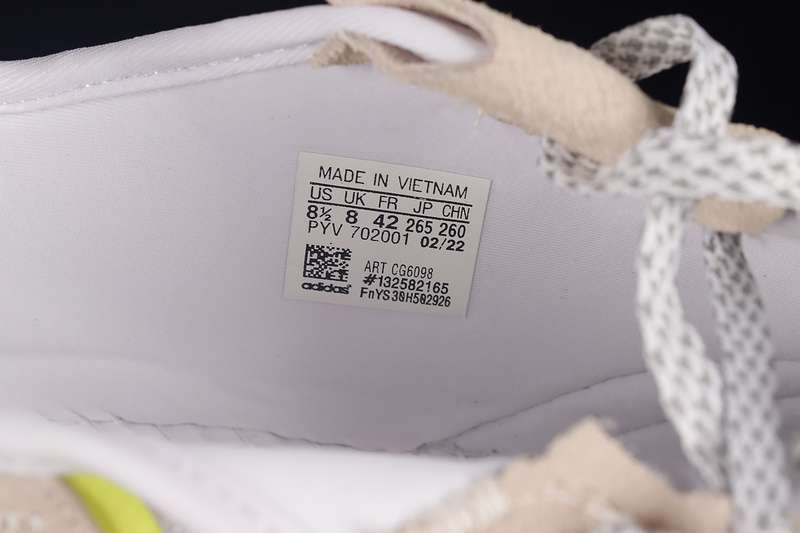 MADE IN VIETNAM
US UK FR JP CHN
8½ 8 42 265 260
PYV 702001 02/22
ART CG6098
#132582165
adidas
FnYS30H502926